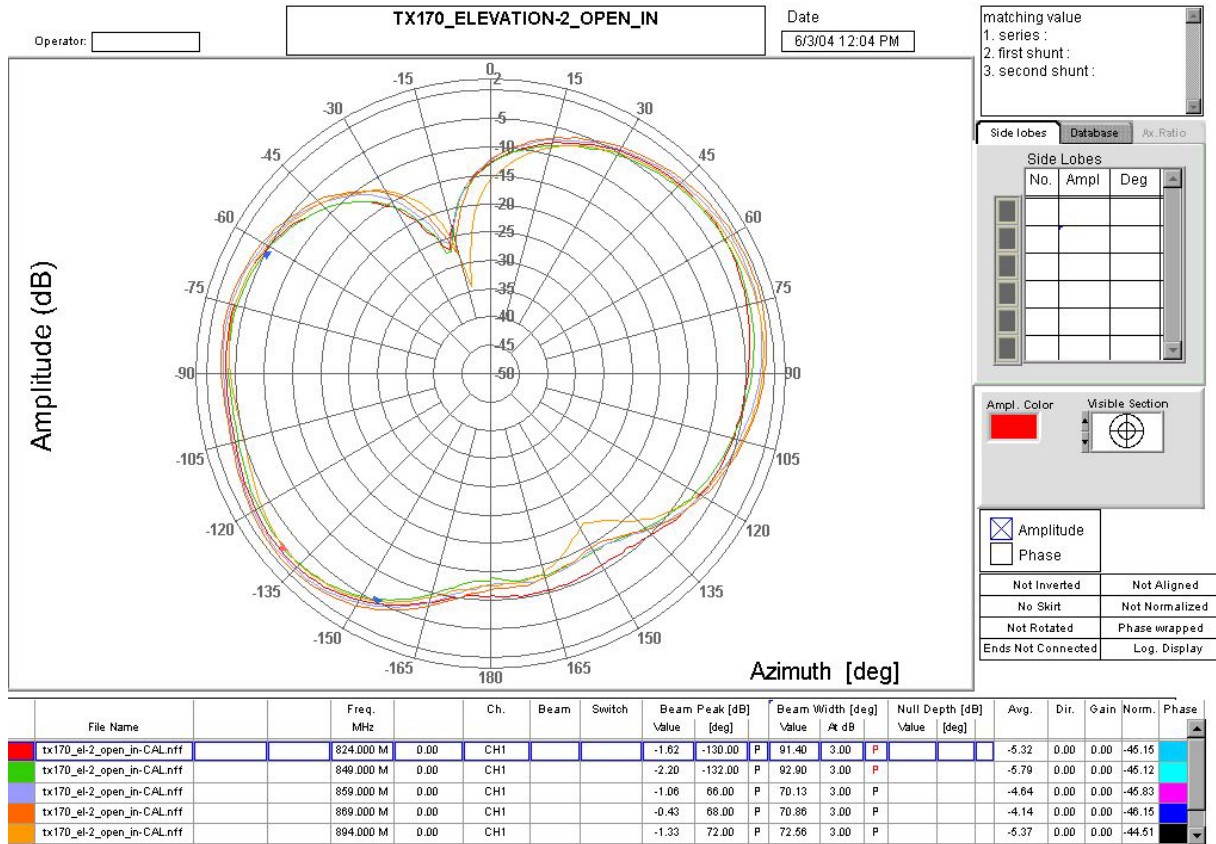 TX170_ELEVATION-2_OPEN_IN
Operator:
Date
6/3/04 12:04 PM
matching value
1. series :
2. first shunt :
3. second shunt :
Side lobes Database Ax.Ratio
Side Lobes
No. Ampl Deg
Ampl. Color Visible Section
Amplitude
Phase
Not Inverted Not Aligned
No Skirt Not Normalized
Not Rotated Phase wrapped
Ends Not Connected Log. Display
Amplitude (dB)
Azimuth [deg]
0
15
30
45
60
75
90
105
120
135
150
165
180
-165
-150
-135
-120
-105
-90
-75
-60
-45
-30
-15
2
-5
-10
-15
-20
-25
-30
-35
-40
-45
-50
File Name Freq. MHz Ch. Beam Switch Beam Peak [dB] Beam Width [deg] Null Depth [dB] Avg. Dir. Gain Norm. Phase
Value [deg] Value At dB Value [deg]
tx170_el-2_open_in-CAL.nff 824.000 M 0.00 CH1 -1.62 -130.00 P 91.40 3.00 P -5.32 0.00 0.00 -45.15
tx170_el-2_open_in-CAL.nff 849.000 M 0.00 CH1 -2.20 -132.00 P 92.90 3.00 P -5.79 0.00 0.00 -45.12
tx170_el-2_open_in-CAL.nff 859.000 M 0.00 CH1 -1.06 66.00 P 70.13 3.00 P -4.64 0.00 0.00 -45.83
tx170_el-2_open_in-CAL.nff 869.000 M 0.00 CH1 -0.43 68.00 P 70.86 3.00 P -4.14 0.00 0.00 -46.15
tx170_el-2_open_in-CAL.nff 894.000 M 0.00 CH1 -1.33 72.00 P 72.56 3.00 P -5.37 0.00 0.00 -44.51